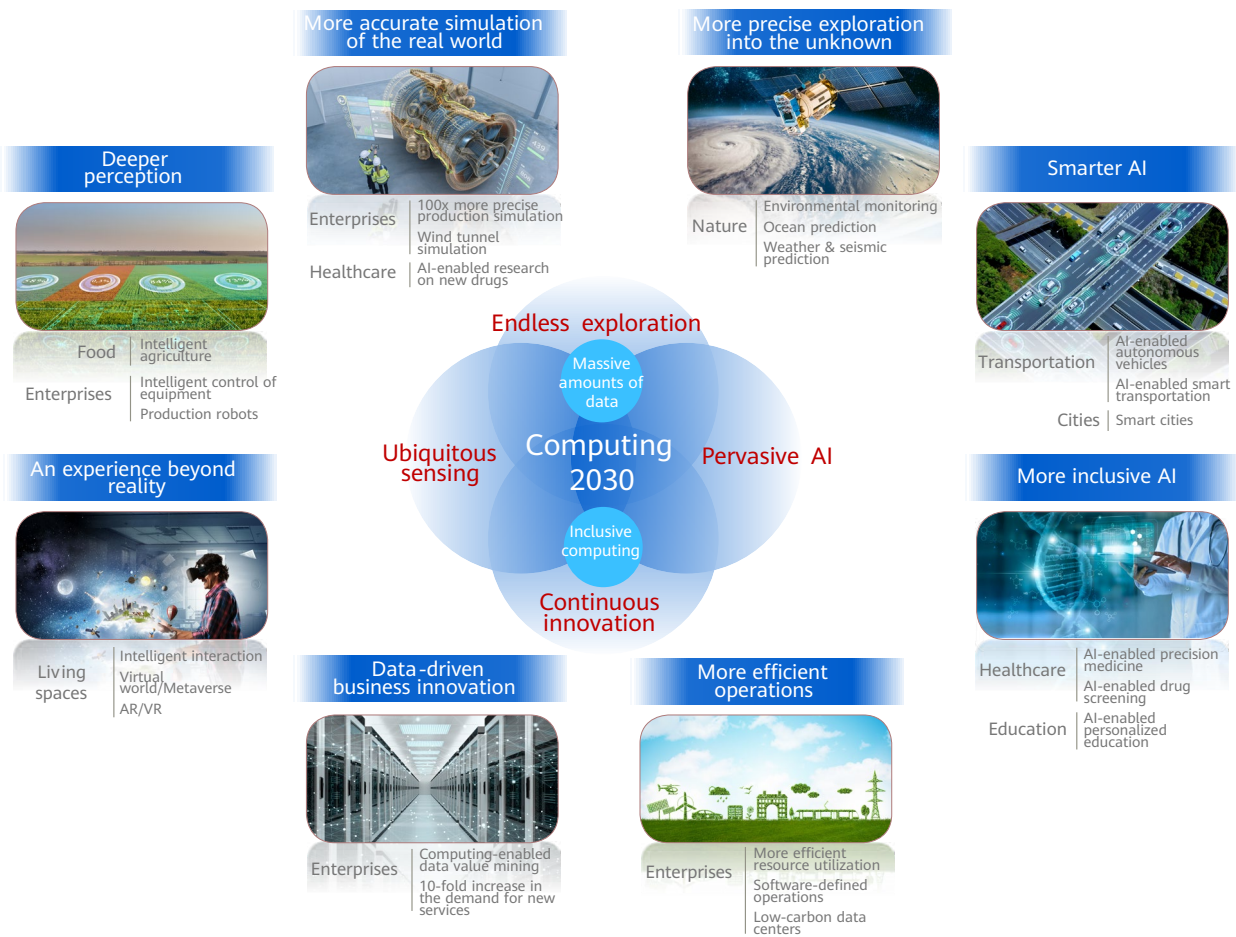 More accurate simulation
of the real world
More precise exploration
into the unknown
Deeper
perception
Smarter AI
Enterprises
100x more precise
production simulation
Wind tunnel
simulation
Healthcare
AI-enabled research
on new drugs
Nature
Environmental monitoring
Ocean prediction
Weather & seismic
prediction
Food
Intelligent
agriculture
Enterprises
Intelligent control of
equipment
Production robots
Transportation
AI-enabled
autonomous
vehicles
AI-enabled smart
transportation
Cities
Smart cities
Endless exploration
Massive
amounts of
data
Ubiquitous
sensing
Computing
2030
Pervasive AI
Inclusive
computing
Continuous
innovation
An experience beyond
reality
More inclusive AI
Living
spaces
Intelligent interaction
Virtual
world/Metaverse
AR/VR
Healthcare
AI-enabled precision
medicine
AI-enabled drug
screening
Education
AI-enabled
personalized
education
Data-driven
business innovation
More efficient
operations
Enterprises
Computing-enabled
data value mining
10-fold increase in
the demand for new
services
Enterprises
More efficient
resource utilization
Software-defined
operations
Low-carbon data
centers